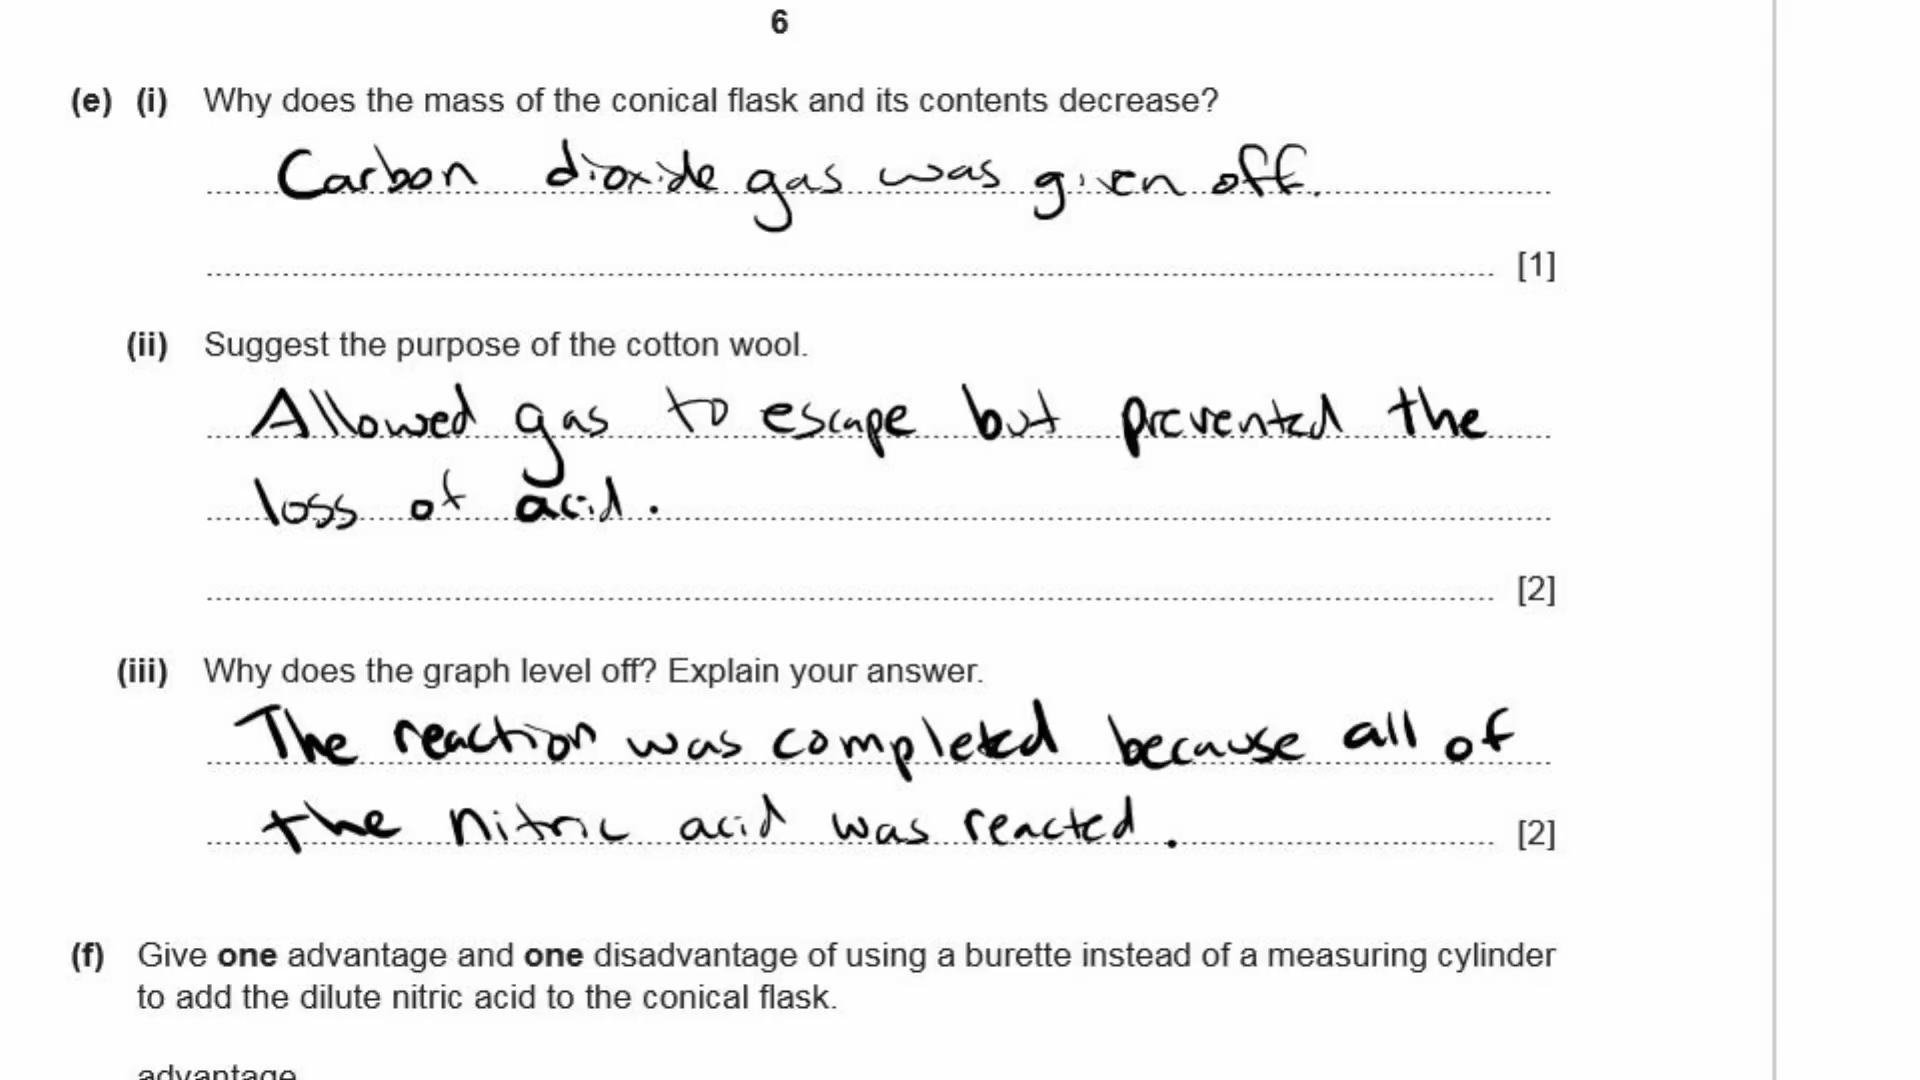 6
(e) (i) Why does the mass of the conical flask and its contents decrease?
Carbon dioxide gas was given off.
[1]
(ii) Suggest the purpose of the cotton wool.
Allowed gas to escape but prevented the
loss of acid.
[2]
(iii) Why does the graph level off? Explain your answer.
The reaction was completed because all of
the nitric acid was reacted. [2]
(f) Give one advantage and one disadvantage of using a burette instead of a measuring cylinder
to add the dilute nitric acid to the conical flask.
advantage